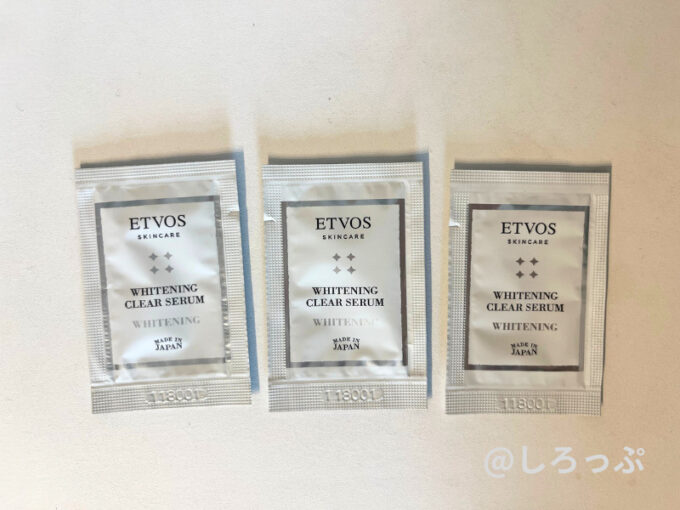 ETVOS
SKINCARE
WHITENING
CLEAR SERUM
WHITENING
MADE IN
JAPAN
118001
ETVOS
SKINCARE
WHITENING
CLEAR SERUM
WHITENING
MADE IN
JAPAN
118001
ETVOS
SKINCARE
WHITENING
CLEAR SERUM
WHITENING
MADE IN
JAPAN
118001
@しろっぷ